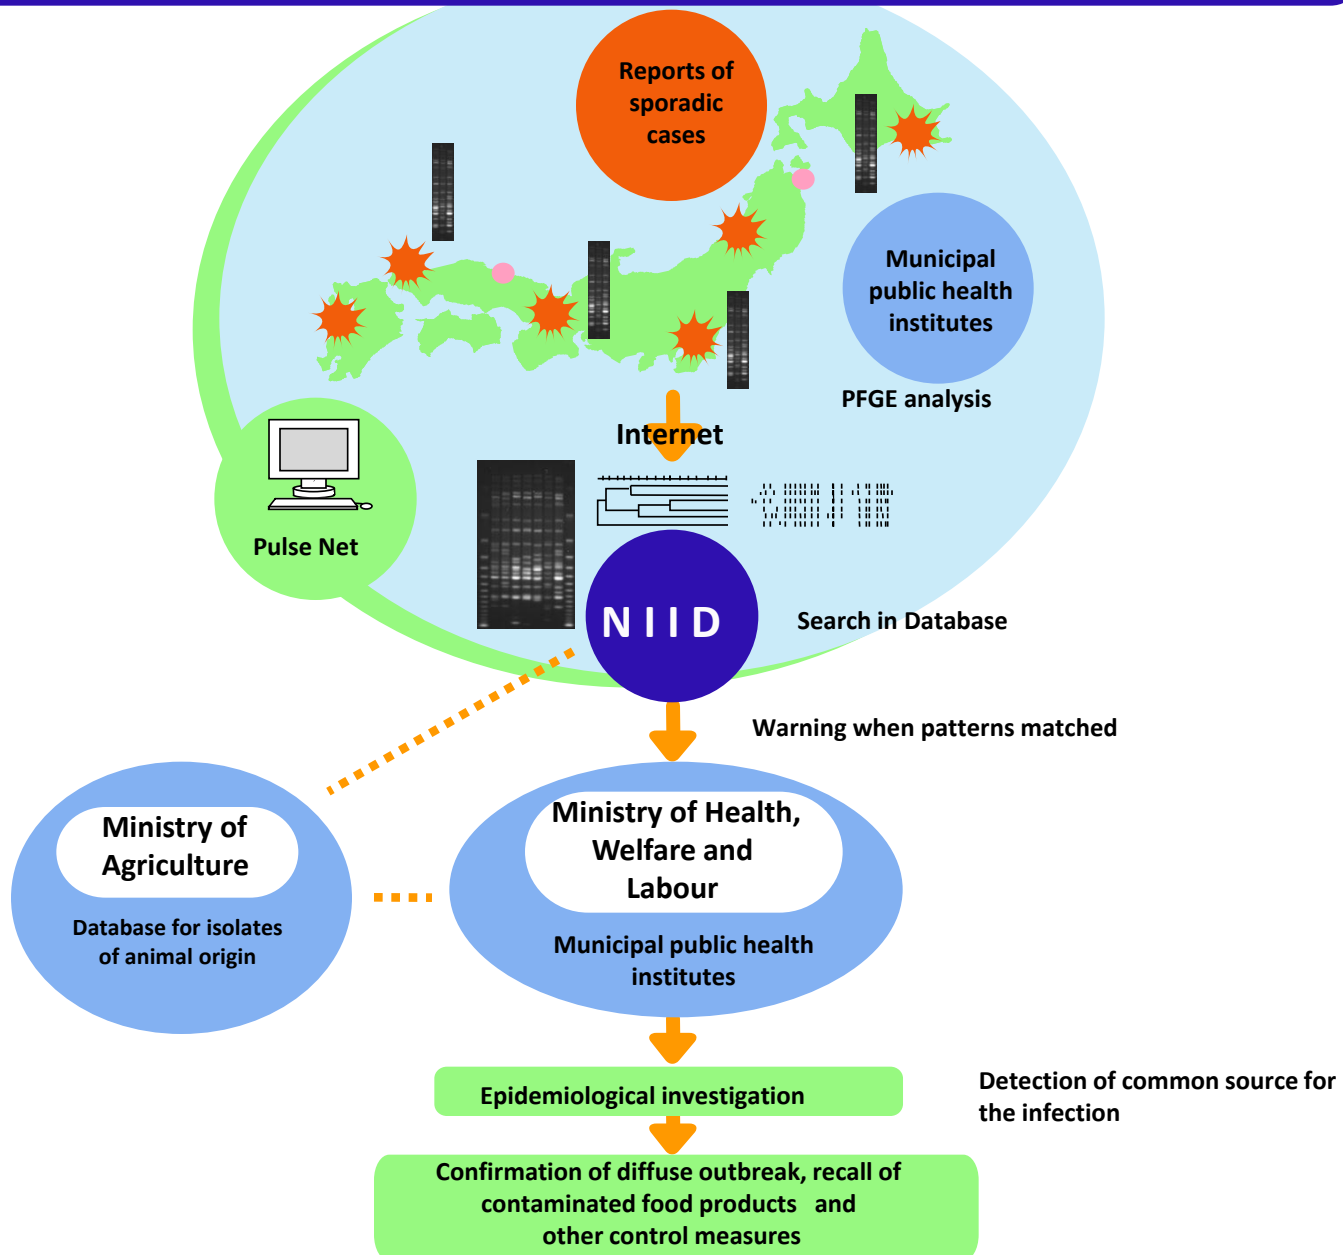 Reports of
sporadic
cases
Municipal
public health
institutes
PFGE analysis
Internet
Pulse Net
N I I D
Search in Database
Warning when patterns matched
Ministry of
Agriculture
Database for isolates
of animal origin
Ministry of Health,
Welfare and
Labour
Municipal public health
institutes
Epidemiological investigation
Detection of common source for
the infection
Confirmation of diffuse outbreak, recall of
contaminated food products and
other control measures